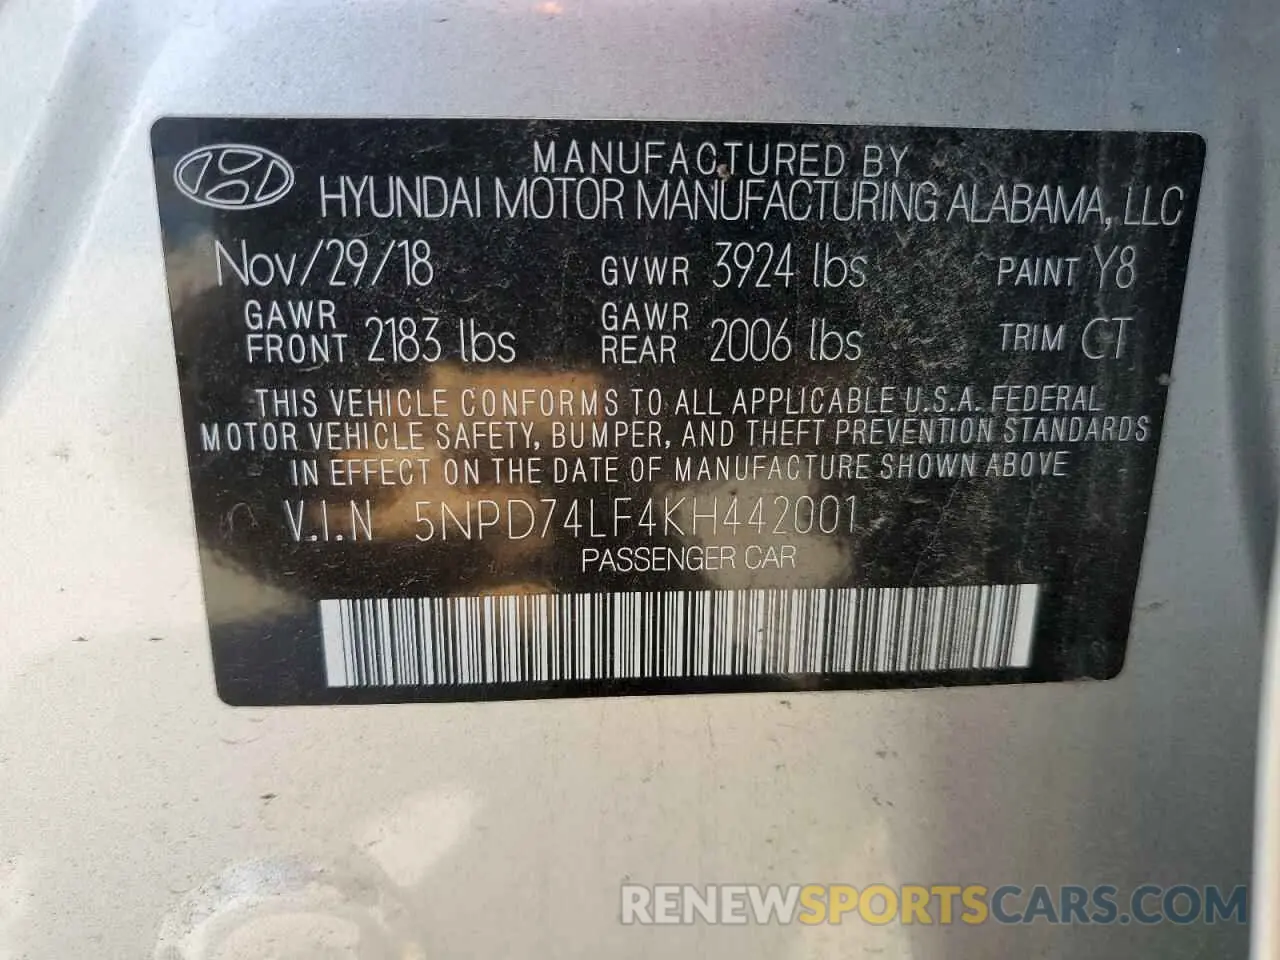 MANUFACTURED BY
HYUNDAI MOTOR MANUFACTURING ALABAMA, LLC
Nov/29/18 GVWR 3924 lbs PAINT Y8
GAWR FRONT 2183 lbs GAWR REAR 2006 lbs TRIM CT
THIS VEHICLE CONFORMS TO ALL APPLICABLE U.S.A. FEDERAL
MOTOR VEHICLE SAFETY, BUMPER, AND THEFT PREVENTION STANDARDS
IN EFFECT ON THE DATE OF MANUFACTURE SHOWN ABOVE
V.I.N 5NPD74LF4KH442001
PASSENGER CAR
RENEWSPORTSCARS.COM